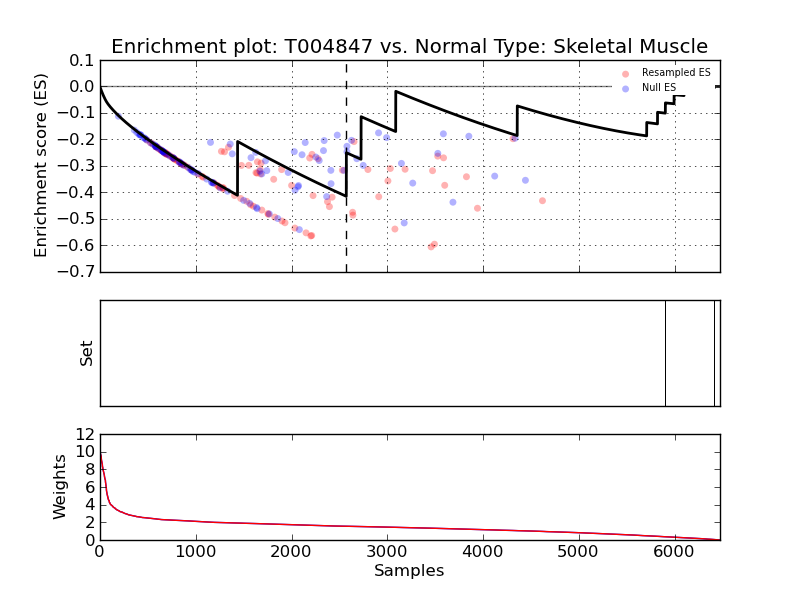 Enrichment plot: T004847 vs. Normal Type: Skeletal Muscle
Enrichment score (ES)
0.1
0.0
−0.1
−0.2
−0.3
−0.4
−0.5
−0.6
−0.7
Resampled ES
Null ES
Set
Weights
12
10
8
6
4
2
0
0 1000 2000 3000 4000 5000 6000
Samples